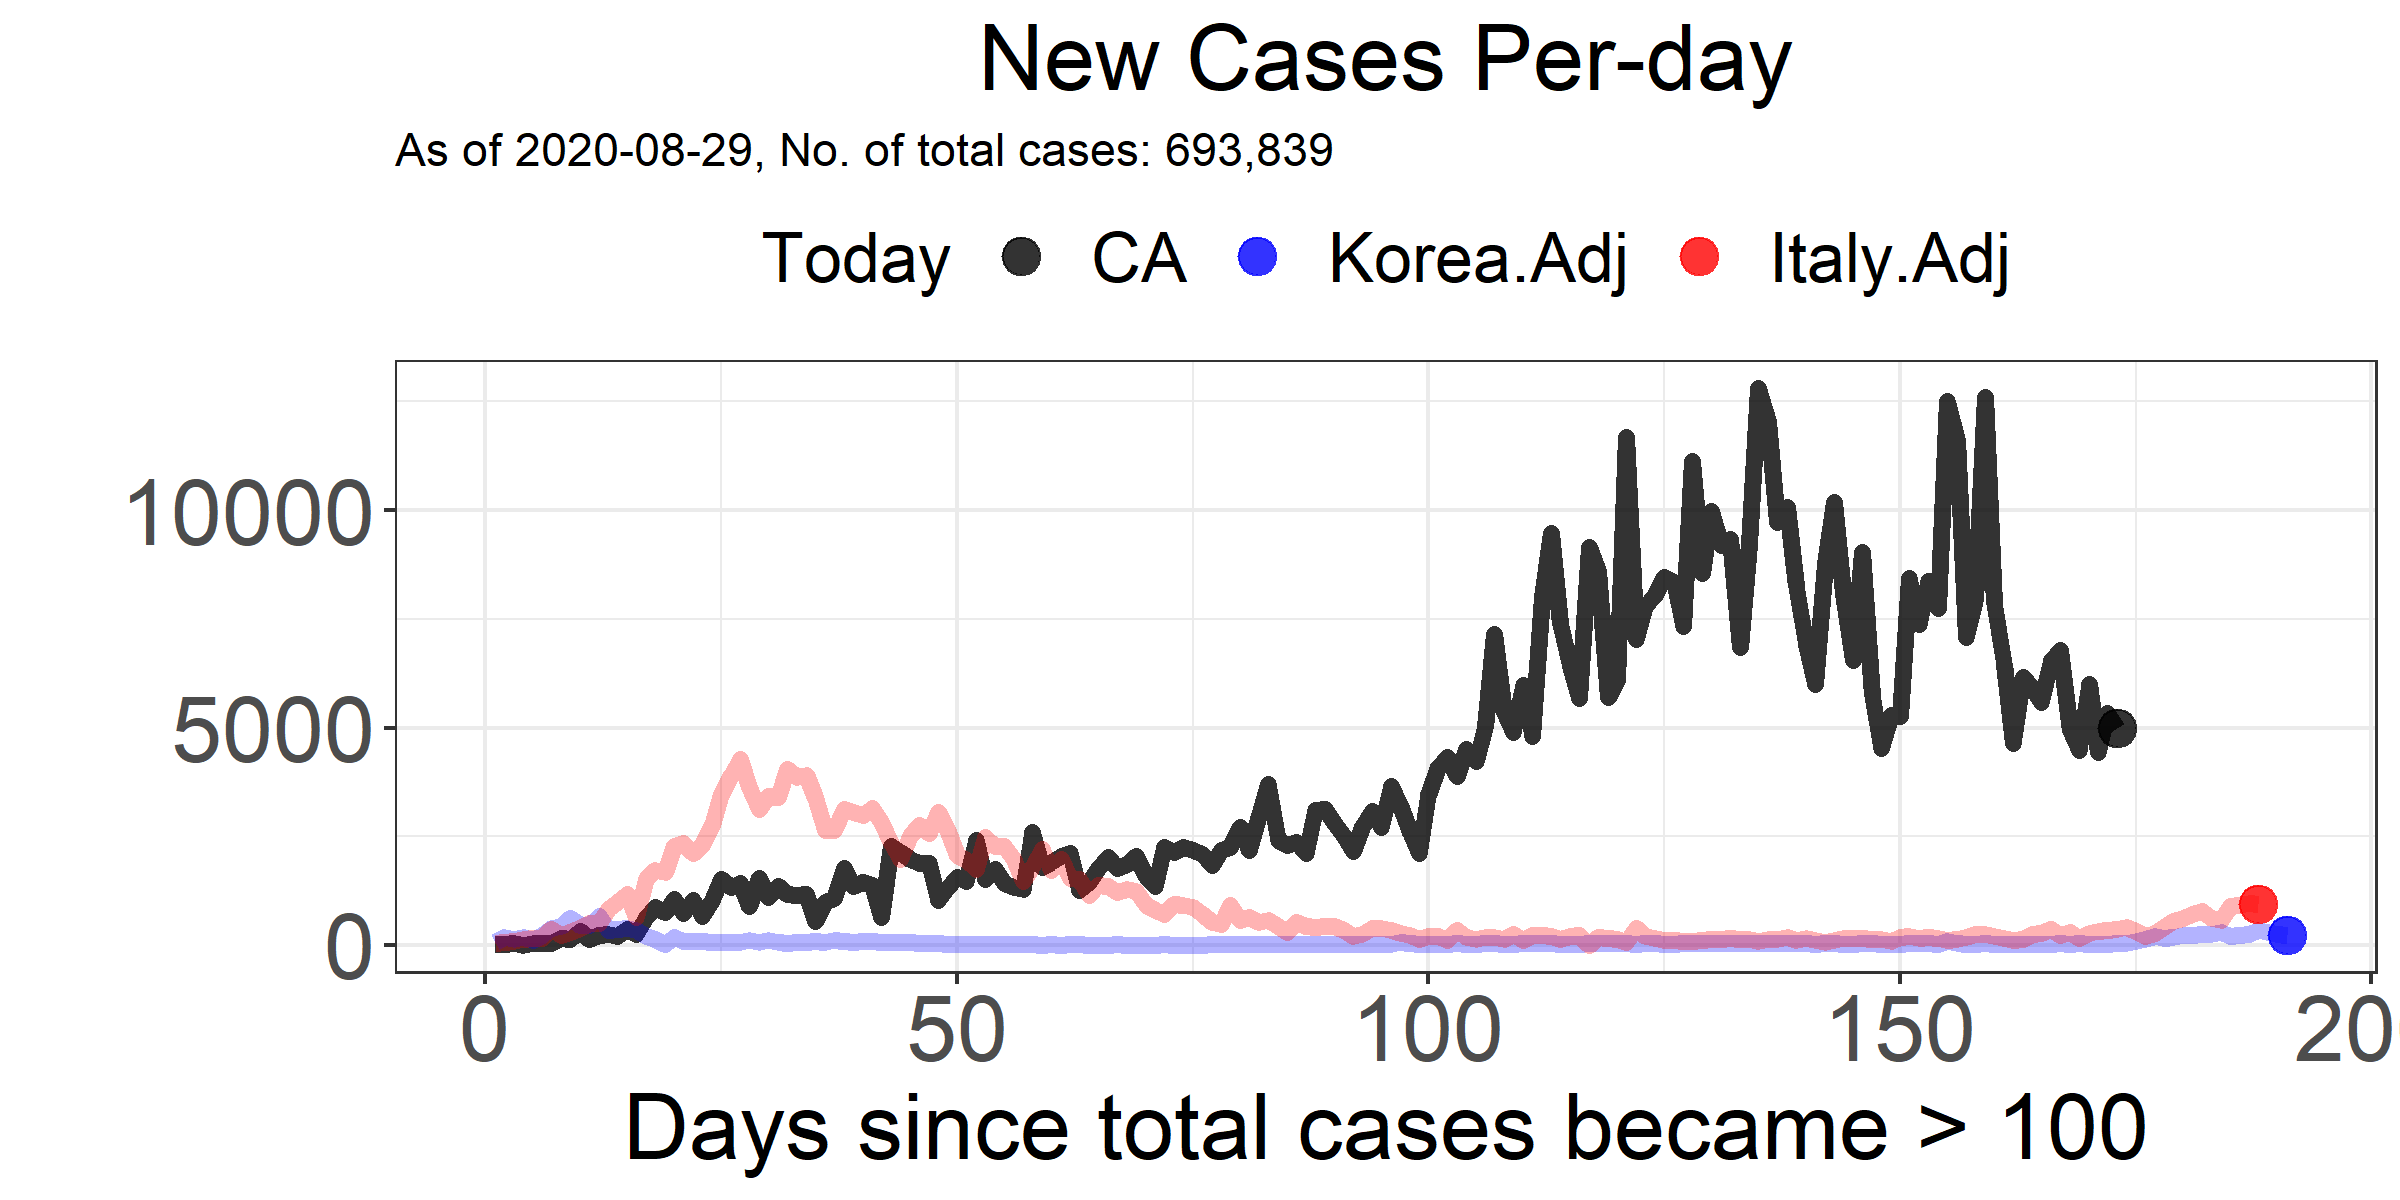 New Cases Per-day
As of 2020-08-29, No. of total cases: 693,839
Today CA Korea.Adj Italy.Adj
10000
5000
0
0 50 100 150 20
Days since total cases became > 100